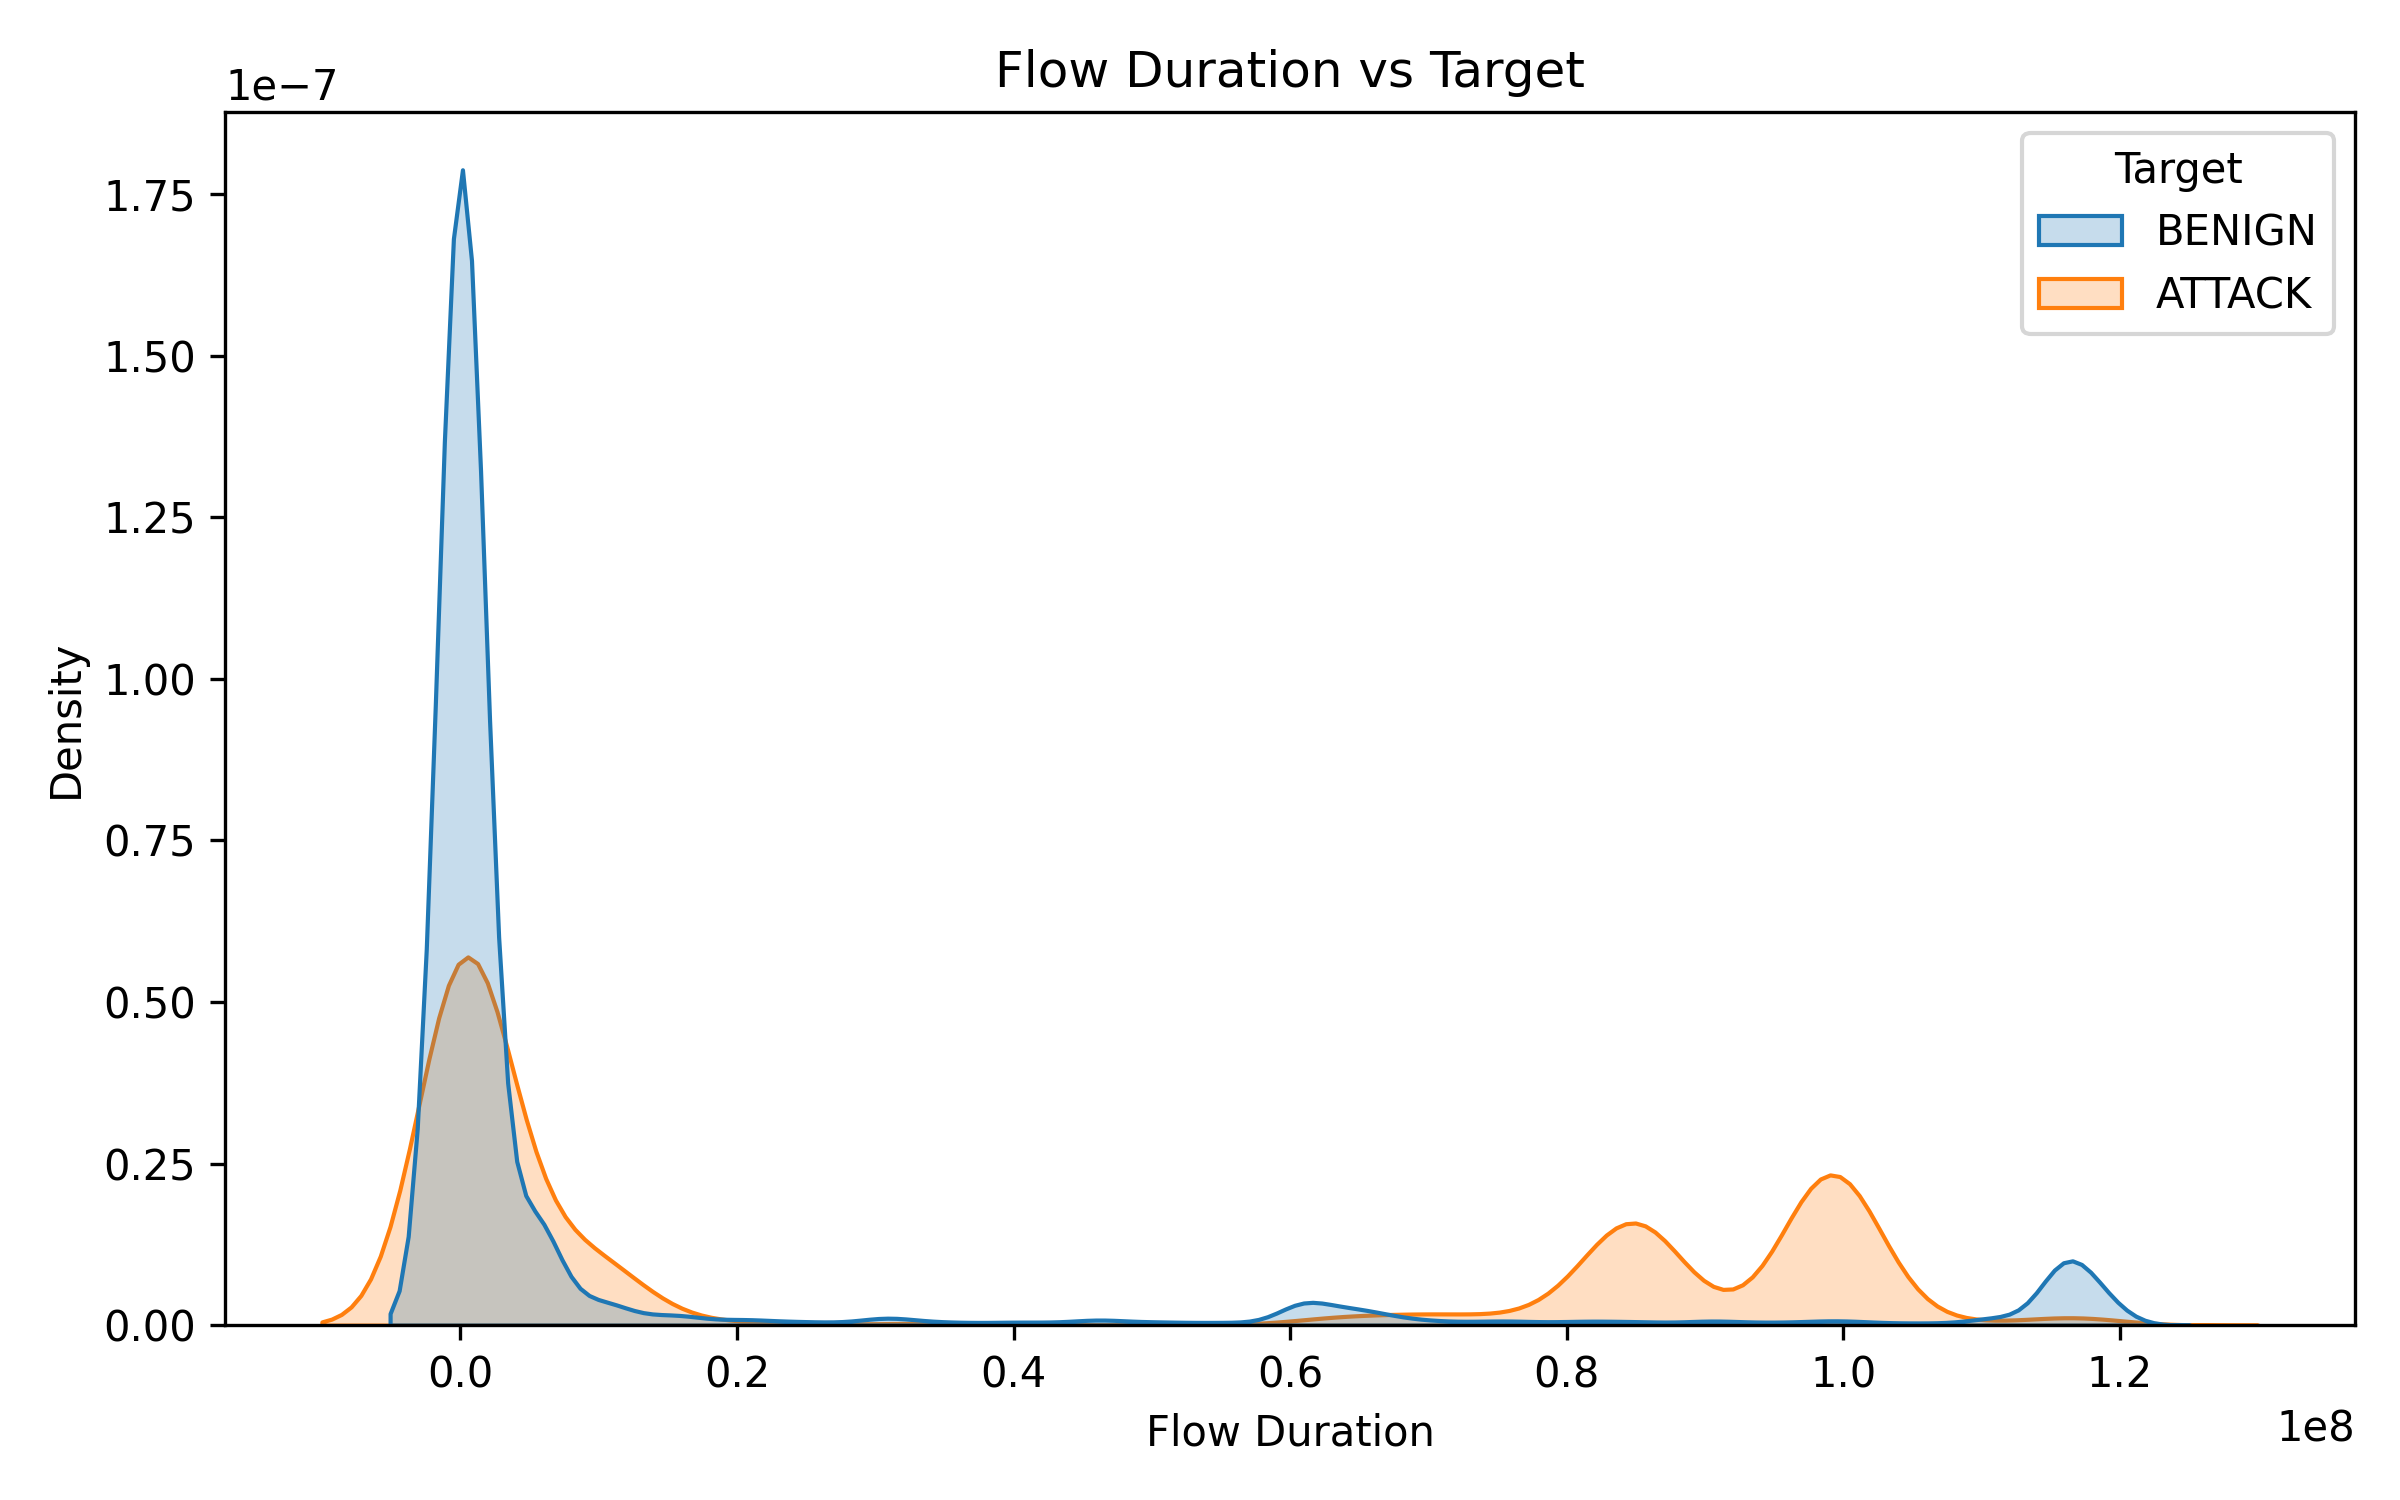 Flow Duration vs Target
1e−7
Target
BENIGN
ATTACK
1.75
1.50
1.25
1.00
0.75
0.50
0.25
0.00
Density
0.0 0.2 0.4 0.6 0.8 1.0 1.2
1e8
Flow Duration